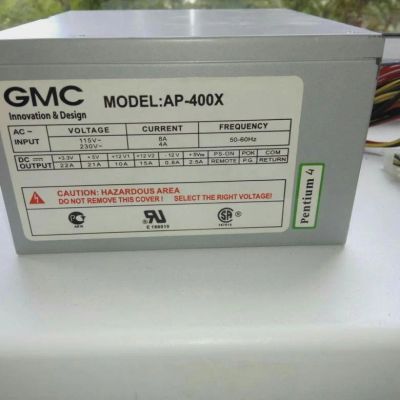 GMC
Innovation & Design
MODEL:AP-400X
AC~ INPUT VOLTAGE CURRENT FREQUENCY
115V~ 8A 50-60Hz
230V~ 4A
DC OUTPUT +3.3V +5V +12V1 +12V2 -12V +5Vsb PS-ON POK COM
22A 21A 10A 15A 0.6A 2.5A REMOTE P.G. RETURN
CAUTION: HAZARDOUS AREA
DO NOT REMOVE THIS COVER ! SELECT THE RIGHT VOLTAGE!
Pentium 4